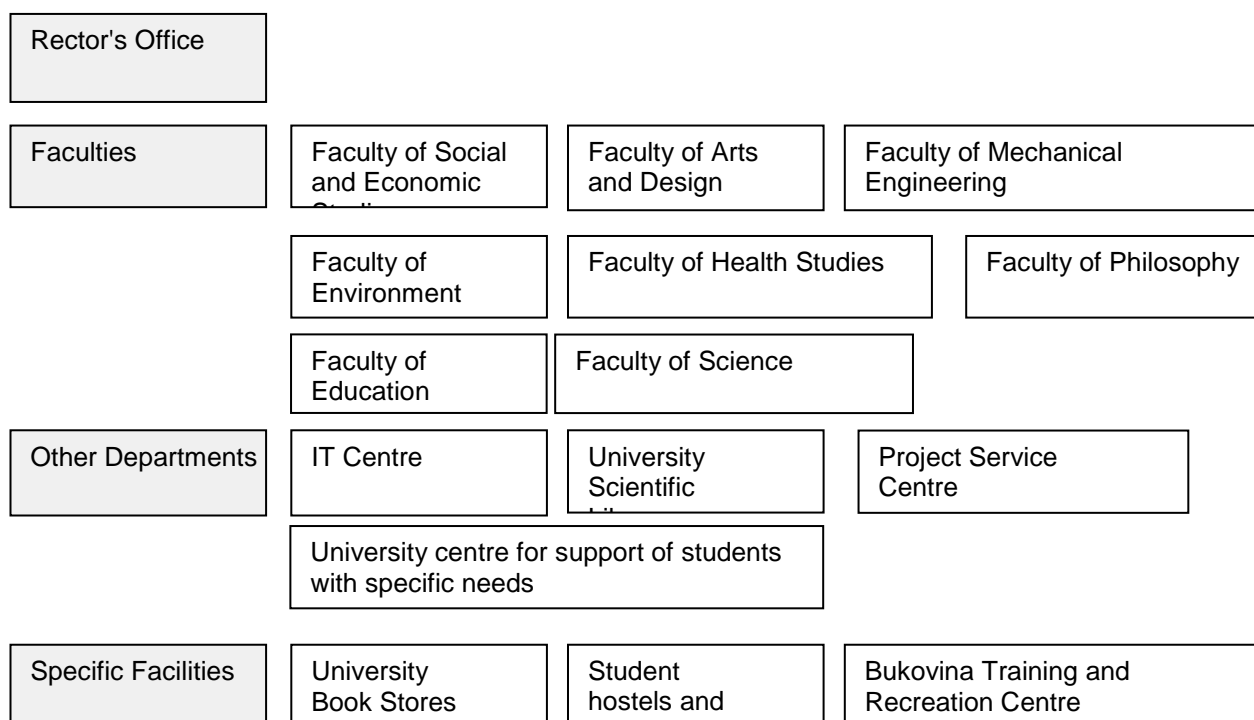 Rector's Office
Faculties
Faculty of Social
and Economic
Faculty of Arts
and Design
Faculty of Mechanical
Engineering
Faculty of
Environment
Faculty of Health Studies
Faculty of Philosophy
Faculty of
Education
Faculty of Science
Other Departments
IT Centre
University
Scientific
Project Service
Centre
University centre for support of students
with specific needs
Specific Facilities
University
Book Stores
Student
hostels and
Bukovina Training and
Recreation Centre